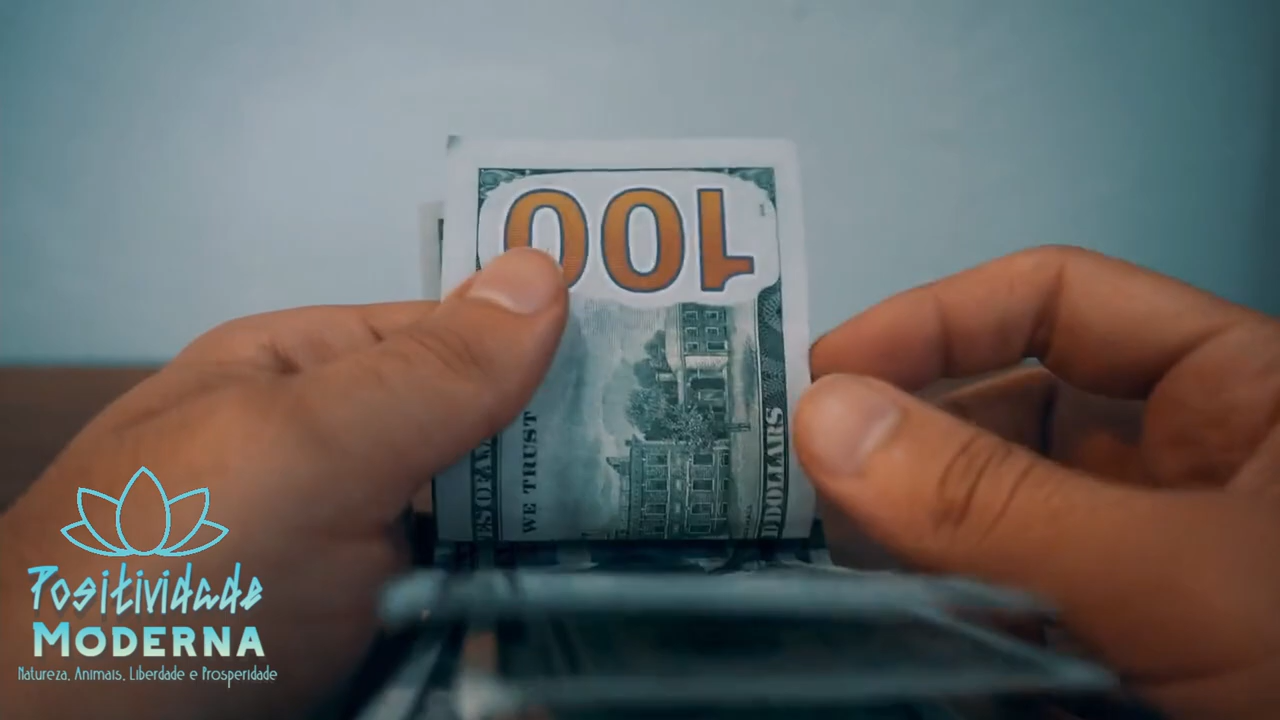 100
WE TRUST
DOLLARS
Positividade
MODERNA
Natureza, Animais, Liberdade e Prosperidade